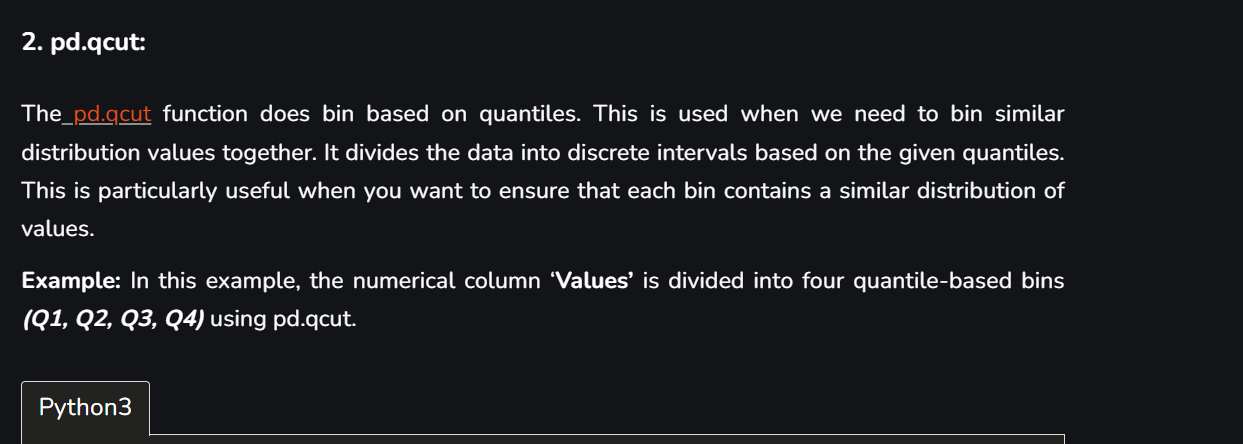 2. pd.qcut:
The pd.qcut function does bin based on quantiles. This is used when we need to bin similar
distribution values together. It divides the data into discrete intervals based on the given quantiles.
This is particularly useful when you want to ensure that each bin contains a similar distribution of
values.
Example: In this example, the numerical column ‘Values’ is divided into four quantile-based bins
(Q1, Q2, Q3, Q4) using pd.qcut.
Python3